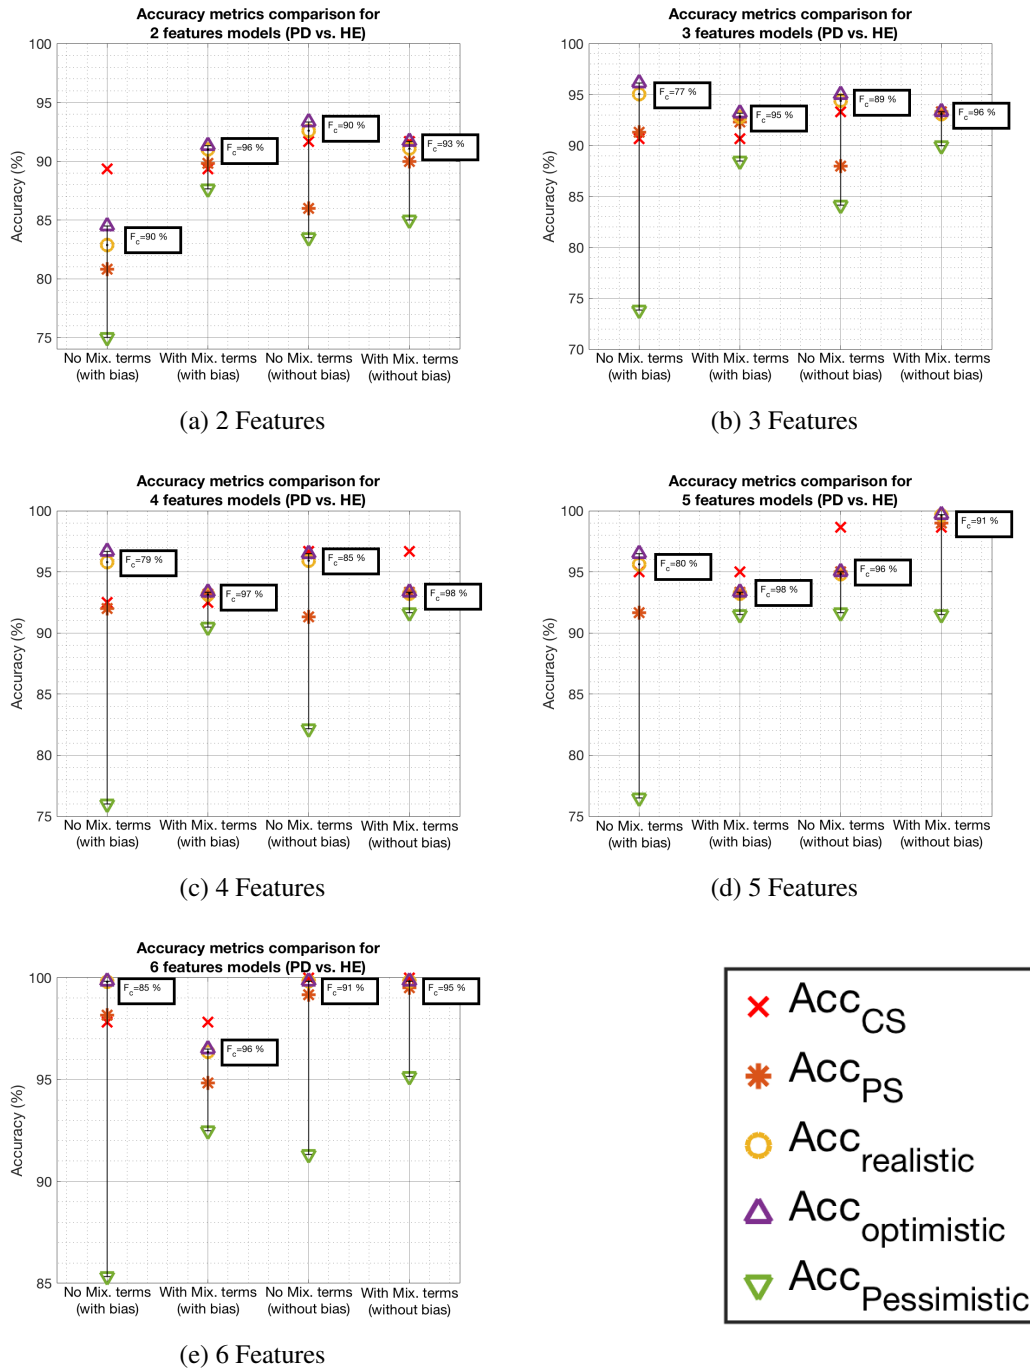 Accuracy metrics comparison for
2 features models (PD vs. HE)
Accuracy (%)
100
95
90
85
80
75
F_c=90 %
F_c=96 %
F_c=90 %
F_c=93 %
No Mix. terms
(with bias)
With Mix. terms
(with bias)
No Mix. terms
(without bias)
With Mix. terms
(without bias)
(a) 2 Features
Accuracy metrics comparison for
3 features models (PD vs. HE)
Accuracy (%)
100
95
90
85
80
75
70
F_c=77 %
F_c=95 %
F_c=89 %
F_c=96 %
No Mix. terms
(with bias)
With Mix. terms
(with bias)
No Mix. terms
(without bias)
With Mix. terms
(without bias)
(b) 3 Features
Accuracy metrics comparison for
4 features models (PD vs. HE)
Accuracy (%)
100
95
90
85
80
75
F_c=79 %
F_c=97 %
F_c=85 %
F_c=98 %
No Mix. terms
(with bias)
With Mix. terms
(with bias)
No Mix. terms
(without bias)
With Mix. terms
(without bias)
(c) 4 Features
Accuracy metrics comparison for
5 features models (PD vs. HE)
Accuracy (%)
100
95
90
85
80
75
F_c=80 %
F_c=98 %
F_c=96 %
F_c=91 %
No Mix. terms
(with bias)
With Mix. terms
(with bias)
No Mix. terms
(without bias)
With Mix. terms
(without bias)
(d) 5 Features
Accuracy metrics comparison for
6 features models (PD vs. HE)
Accuracy (%)
100
95
90
85
F_c=85 %
F_c=96 %
F_c=91 %
F_c=95 %
No Mix. terms
(with bias)
With Mix. terms
(with bias)
No Mix. terms
(without bias)
With Mix. terms
(without bias)
(e) 6 Features
Acc_CS
Acc_PS
Acc_realistic
Acc_optimistic
Acc_Pessimistic